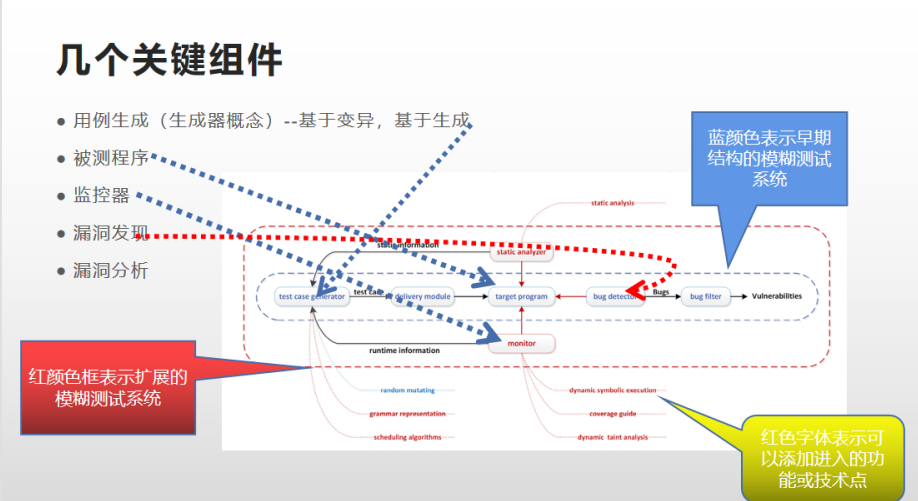 几个关键组件
● 用例生成（生成器概念）--基于变异，基于生成
● 被测程序
● 监控器
● 漏洞发现
● 漏洞分析
蓝颜色表示早期
结构的模糊测试
系统
static analysis
static information
static analyzer
test case generator
test case
delivery module
target program
bug detector
Bugs
bug filter
Vulnerabilities
runtime information
monitor
红颜色框表示扩展的
模糊测试系统
random mutating
grammar representation
scheduling algorithms
dynamic symbolic execution
coverage guide
dynamic taint analysis
红色字体表示可
以添加进入的功
能或技术点